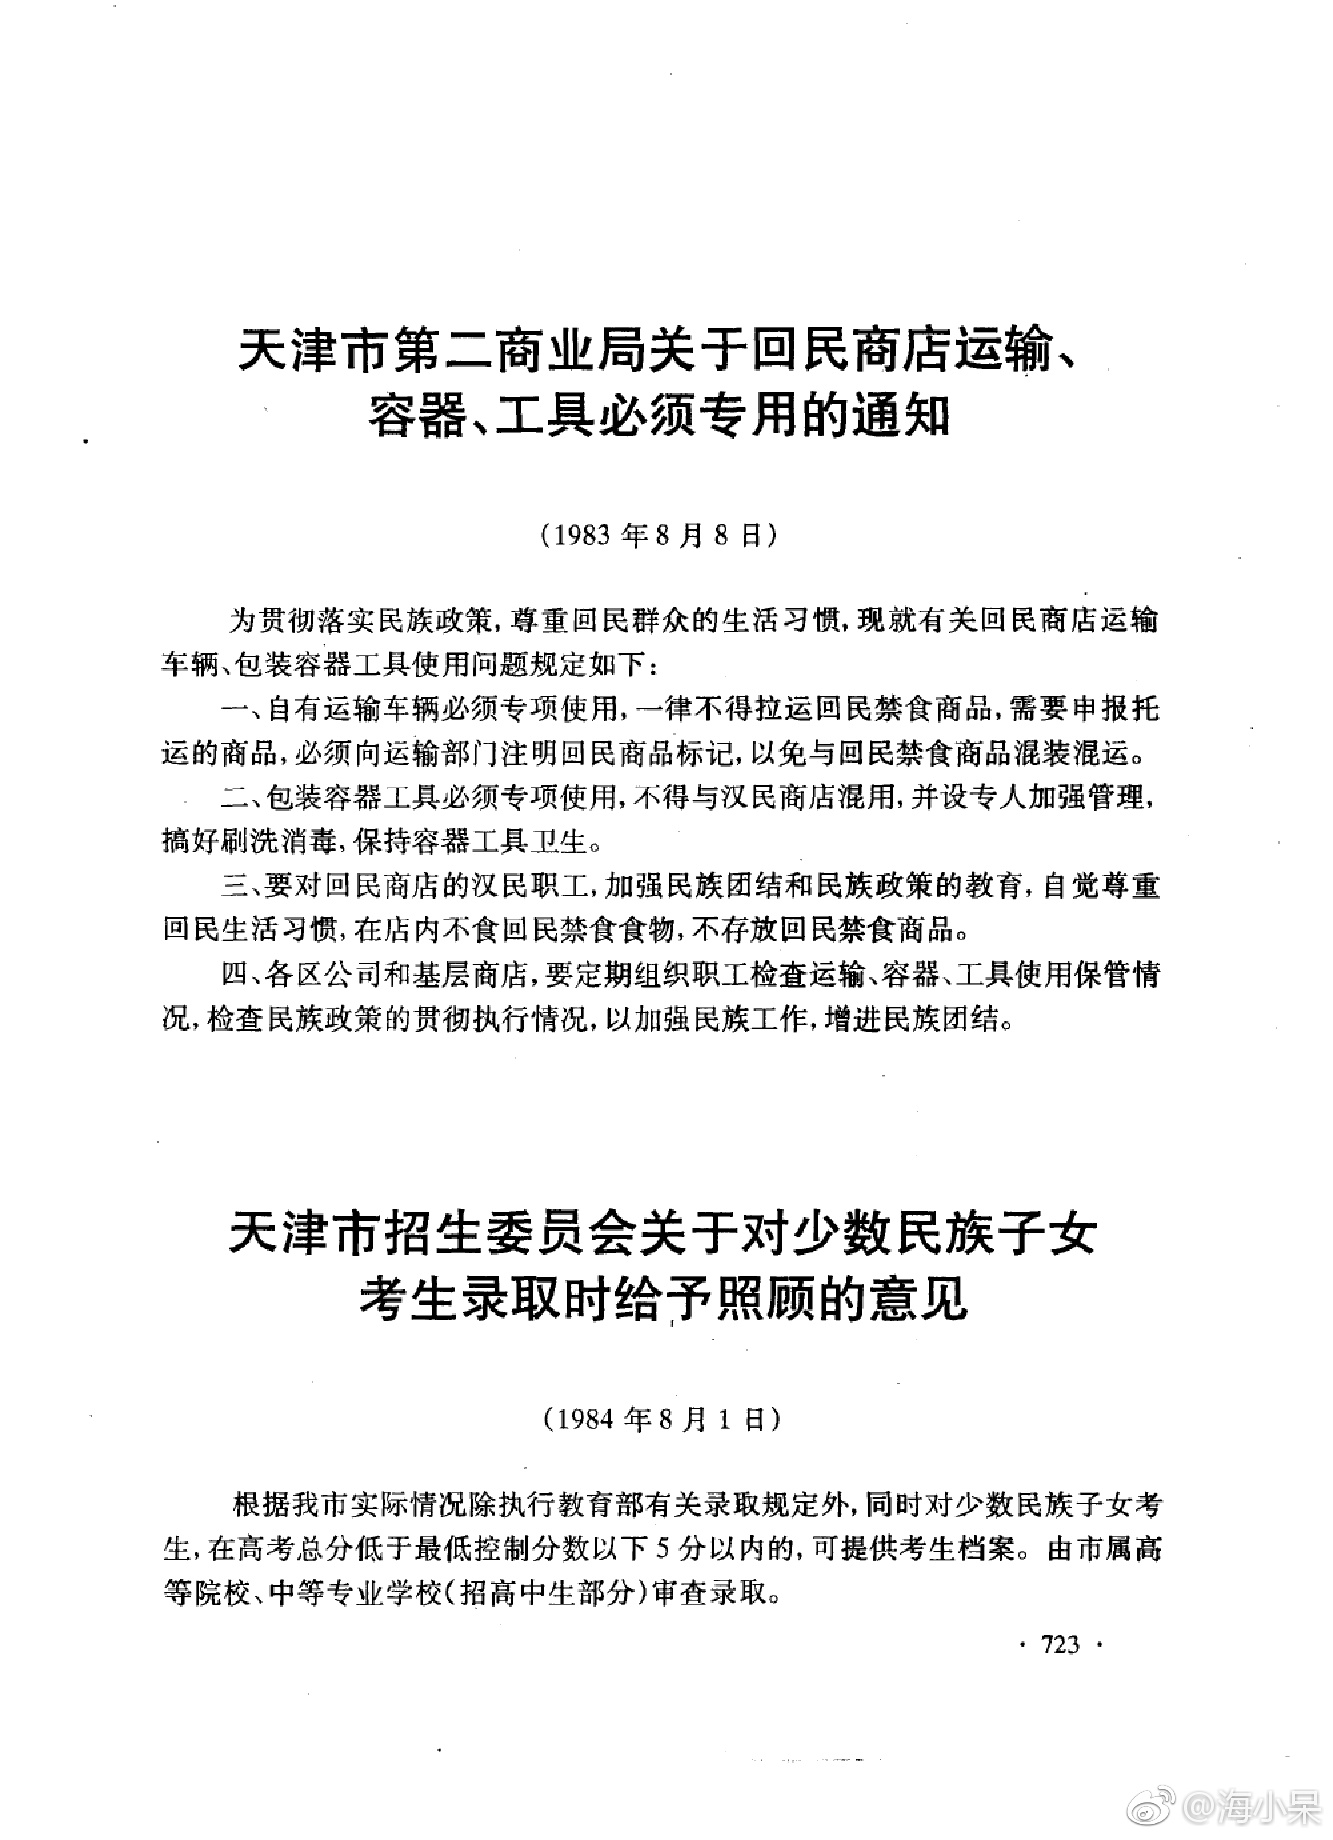 天津市第二商业局关于回民商店运输、
容器、工具必须专用的通知
(1983 年 8 月 8 日)
为贯彻落实民族政策,尊重回民群众的生活习惯,现就有关回民商店运输
车辆、包装容器工具使用问题规定如下:
一、自有运输车辆必须专项使用,一律不得拉运回民禁食商品,需要申报托
运的商品,必须向运输部门注明回民商品标记,以免与回民禁食商品混装混运。
二、包装容器工具必须专项使用,不得与汉民商店混用,并设专人加强管理,
搞好刷洗消毒,保持容器工具卫生。
三、要对回民商店的汉民职工,加强民族团结和民族政策的教育,自觉尊重
回民生活习惯,在店内不食回民禁食食物,不存放回民禁食商品。
四、各区公司和基层商店,要定期组织职工检查运输、容器、工具使用保管情
况,检查民族政策的贯彻执行情况,以加强民族工作,增进民族团结。
天津市招生委员会关于对少数民族子女
考生录取时给予照顾的意见
(1984 年 8 月 1 日)
根据我市实际情况除执行教育部有关录取规定外,同时对少数民族子女考
生,在高考总分低于最低控制分数以下 5 分以内的,可提供考生档案。由市属高
等院校、中等专业学校(招高中生部分)审查录取。
· 723 ·
@海小呆